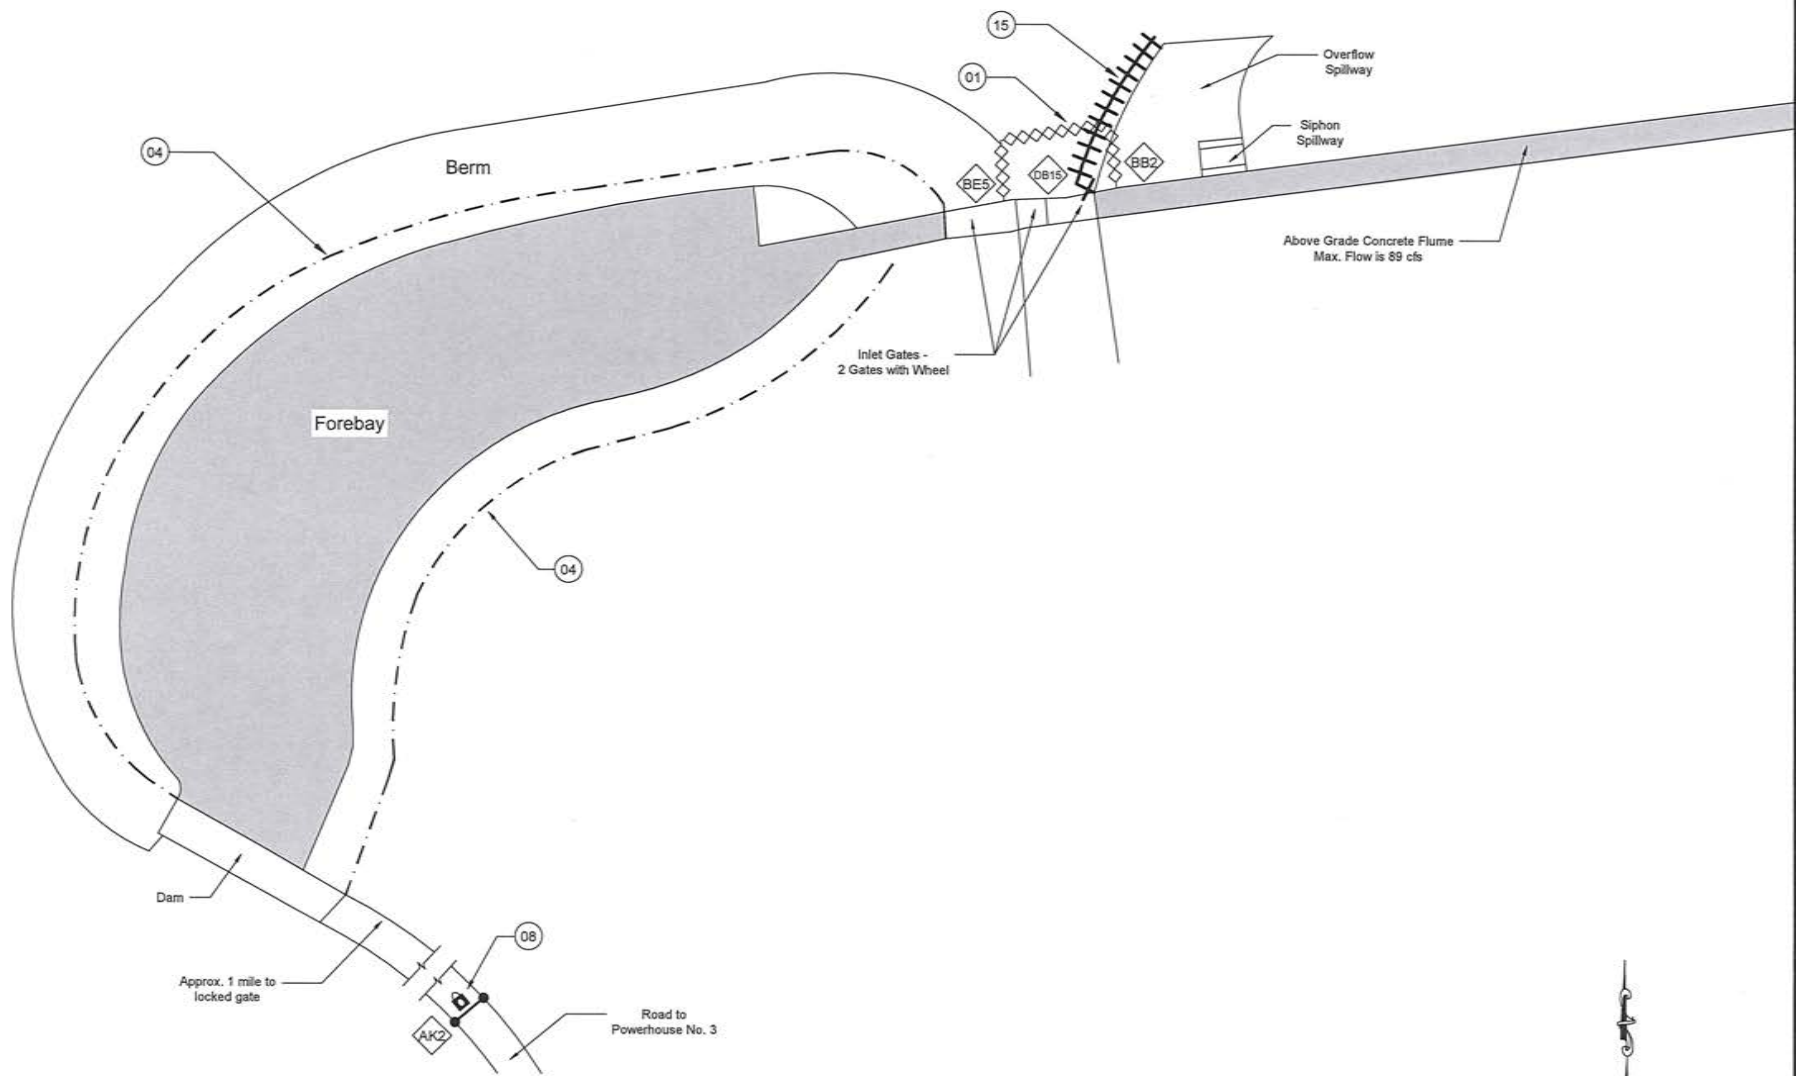 15
Overflow
Spillway
01
Siphon
Spillway
04
Berm
BE5
DB15
BB2
Above Grade Concrete Flume
Max. Flow is 89 cfs
Inlet Gates -
2 Gates with Wheel
Forebay
04
Dam
08
Approx. 1 mile to
locked gate
Road to
Powerhouse No. 3
AK2